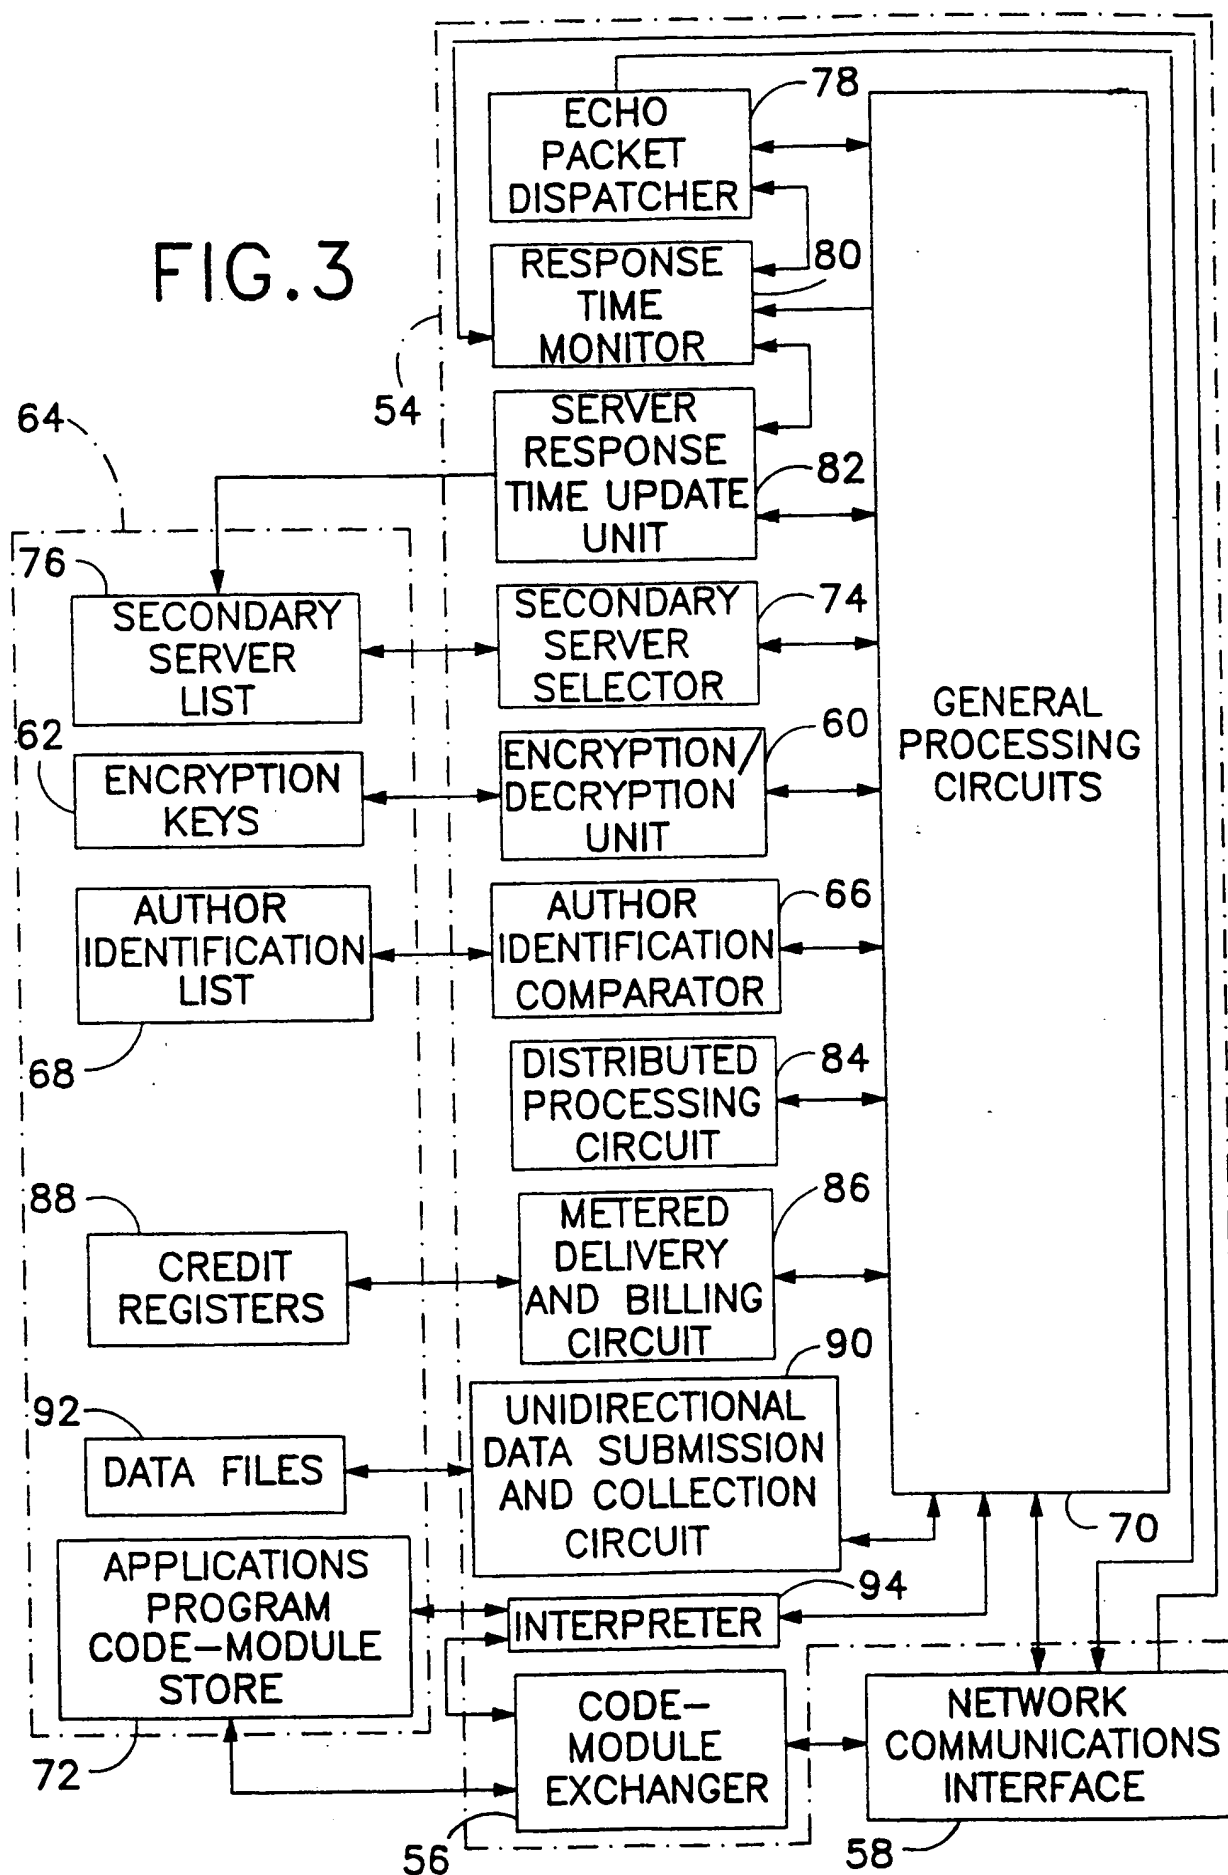 FIG.3
54
64
ECHO
PACKET
DISPATCHER
78
RESPONSE
TIME
MONITOR
80
SERVER
RESPONSE
TIME UPDATE
UNIT
82
76
SECONDARY
SERVER
LIST
SECONDARY
SERVER
SELECTOR
74
62
ENCRYPTION
KEYS
ENCRYPTION/
DECRYPTION
UNIT
60
AUTHOR
IDENTIFICATION
LIST
68
AUTHOR
IDENTIFICATION
COMPARATOR
66
DISTRIBUTED
PROCESSING
CIRCUIT
84
88
CREDIT
REGISTERS
METERED
DELIVERY
AND BILLING
CIRCUIT
86
92
DATA FILES
UNIDIRECTIONAL
DATA SUBMISSION
AND COLLECTION
CIRCUIT
90
APPLICATIONS
PROGRAM
CODE-MODULE
STORE
72
INTERPRETER
94
CODE-
MODULE
EXCHANGER
56
GENERAL
PROCESSING
CIRCUITS
70
NETWORK
COMMUNICATIONS
INTERFACE
58